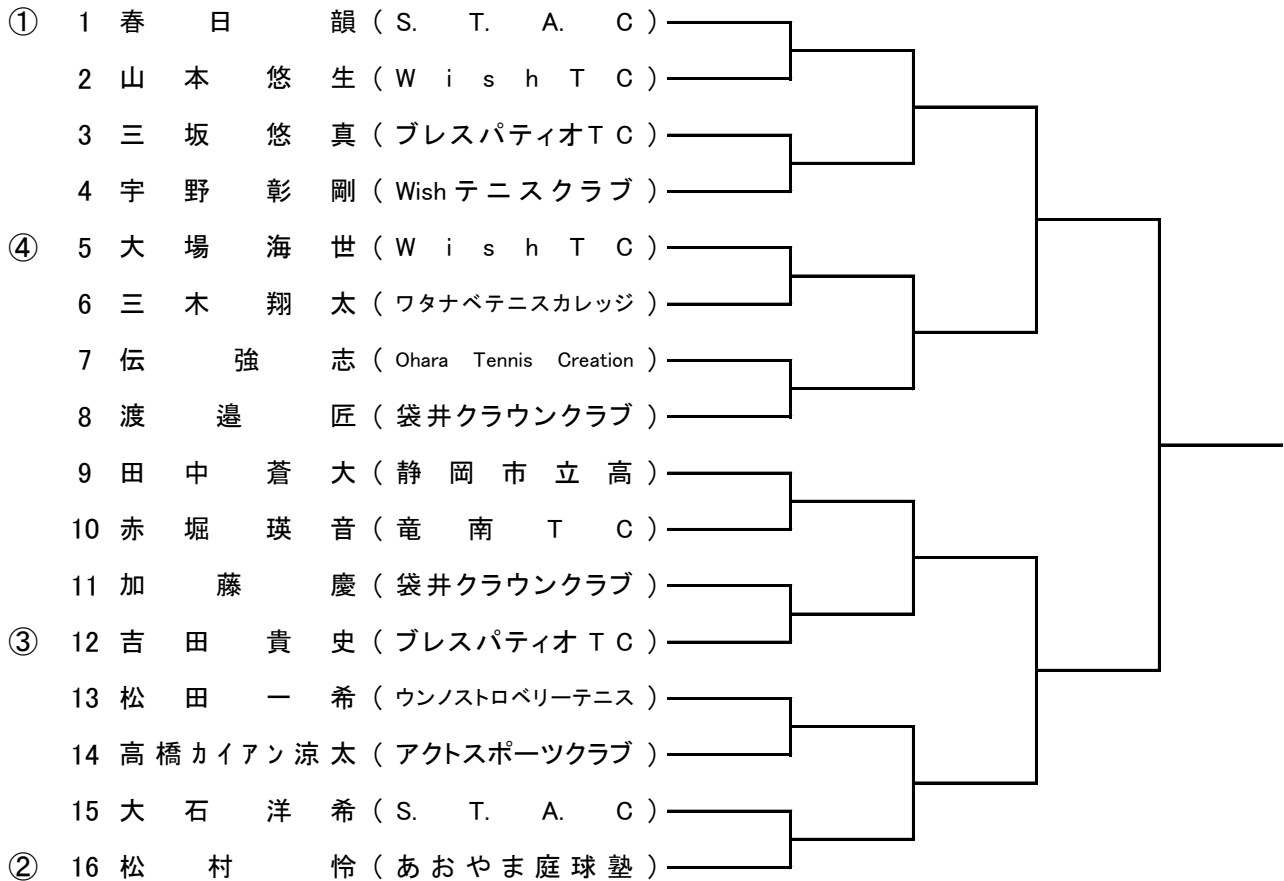 ① 1 春日韻 (S. T. A. C)
2 山本悠生 (Wish T C)
3 三坂悠真 (ブレスパティオT C)
4 宇野彰剛 (Wish テニスクラブ)
④ 5 大場海世 (Wish T C)
6 三木翔太 (ワタナベテニスカレッジ)
7 伝強志 (Ohara Tennis Creation)
8 渡邉匠 (袋井クラウンクラブ)
9 田中蒼大 (静岡市立高)
10 赤堀瑛音 (竜南T C)
11 加藤慶 (袋井クラウンクラブ)
③ 12 吉田貴史 (ブレスパティオT C)
13 松田一希 (ウンノストロベリーテニス)
14 高橋カイアン涼太 (アクトスポーツクラブ)
15 大石洋希 (S. T. A. C)
② 16 松村怜 (あおやま庭球塾)